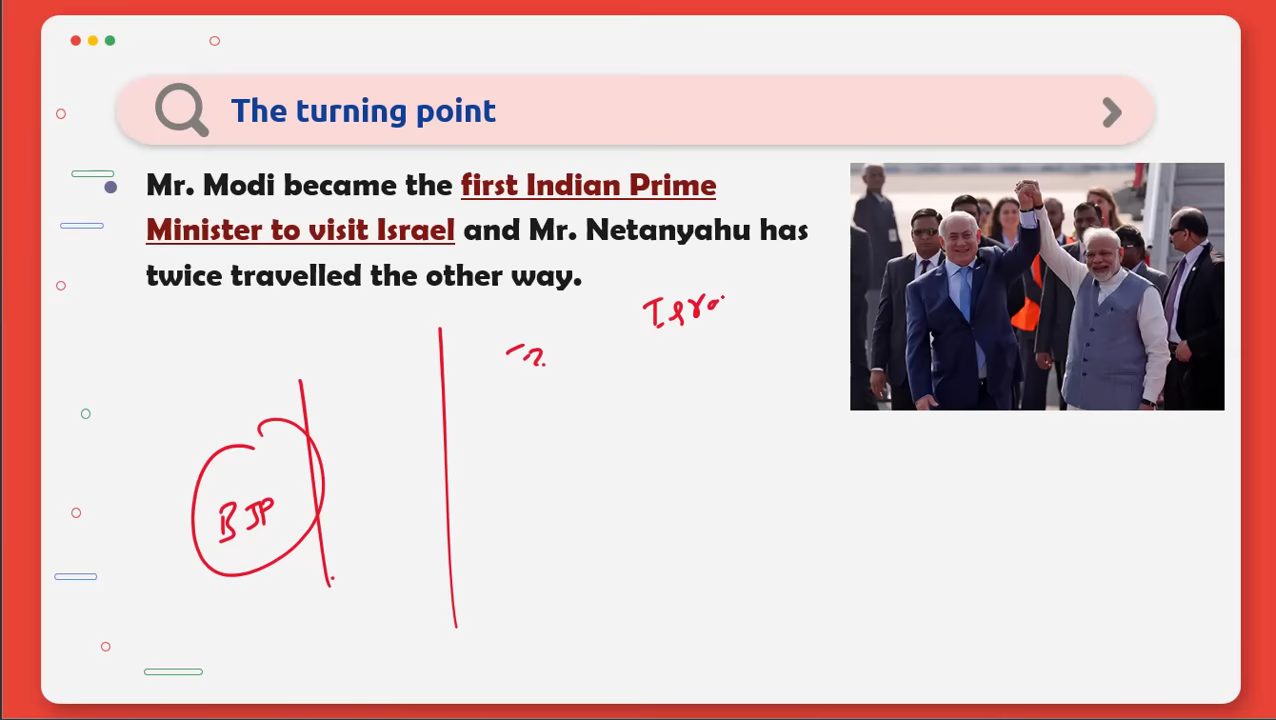 The turning point
Mr. Modi became the first Indian Prime
Minister to visit Israel and Mr. Netanyahu has
twice travelled the other way.
Isra
BJP